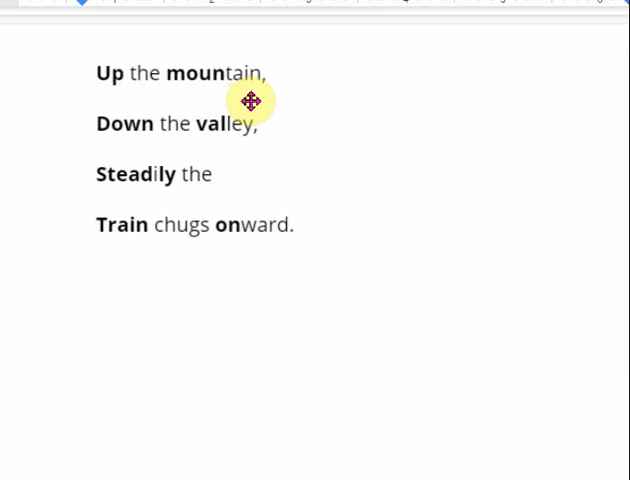 Up the mountain,
Down the valley,
Steadily the
Train chugs onward.